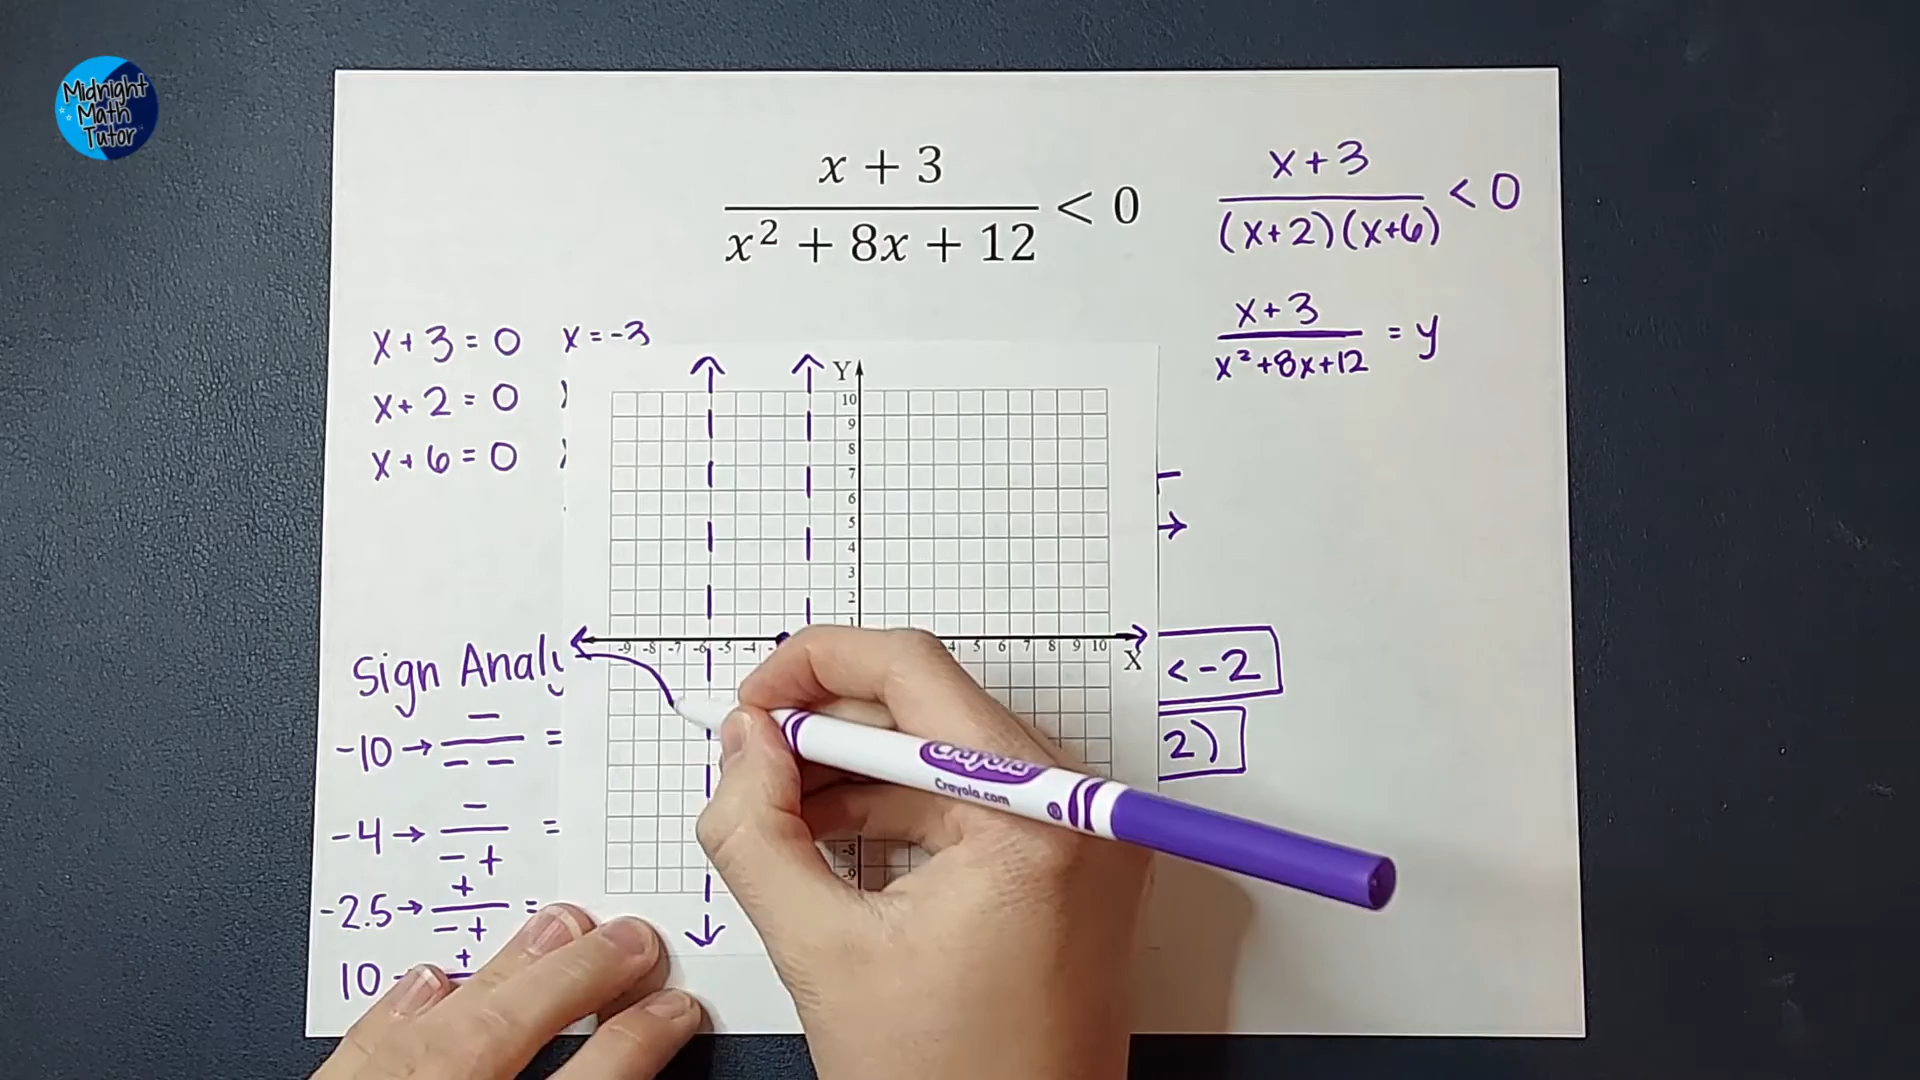 Midnight
Math
Tutor
x + 3
x² + 8x + 12
< 0
x+3
(x+2)(x+6)
< 0
x+3
x²+8x+12
= y
x+3=0 x=-3
x+2=0
x+6=0
Y
10
9
8
7
6
5
4
3
2
1
-9 -8 -7 -6 -5 -4
4 5 6 7 8 9 10
X
-8
-9
< -2
2)
Sign Analy
-10→ − / − − =
-4→ − / − + =
-2.5→ + / − + =
10 − +
Crayola
Crayola.com